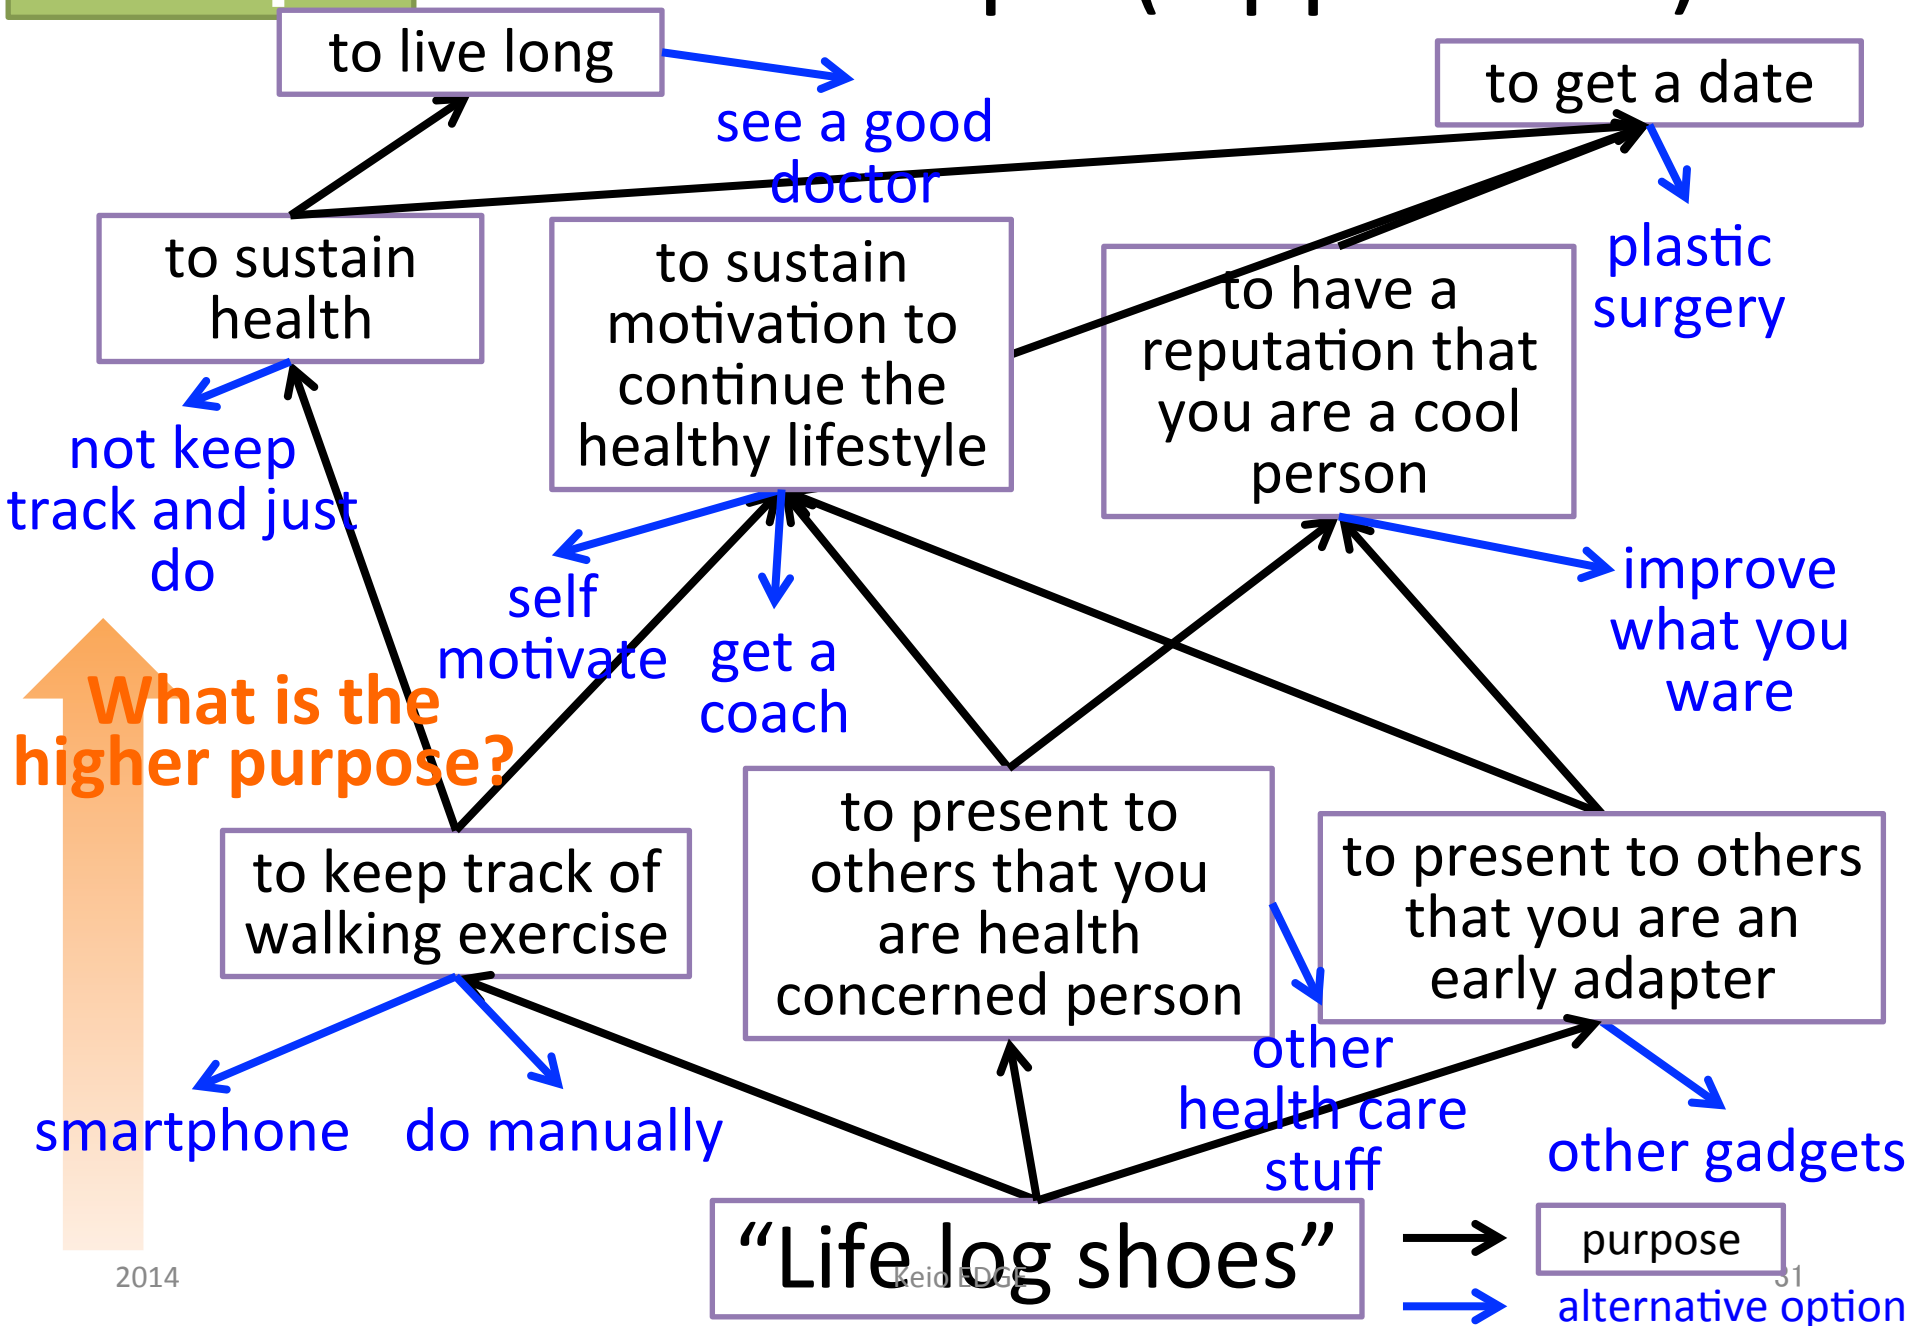 to live long
to get a date
see a good
doctor
to sustain
health
to sustain
motivation to
continue the
healthy lifestyle
to have a
reputation that
you are a cool
person
plastic
surgery
not keep
track and just
do
self
motivate
get a
coach
improve
what you
ware
What is the
higher purpose?
to keep track of
walking exercise
to present to
others that you
are health
concerned person
to present to others
that you are an
early adapter
smartphone
do manually
other
health care
stuff
other gadgets
“Life log shoes”
purpose
alternative option
2014
Keio EDGE
31